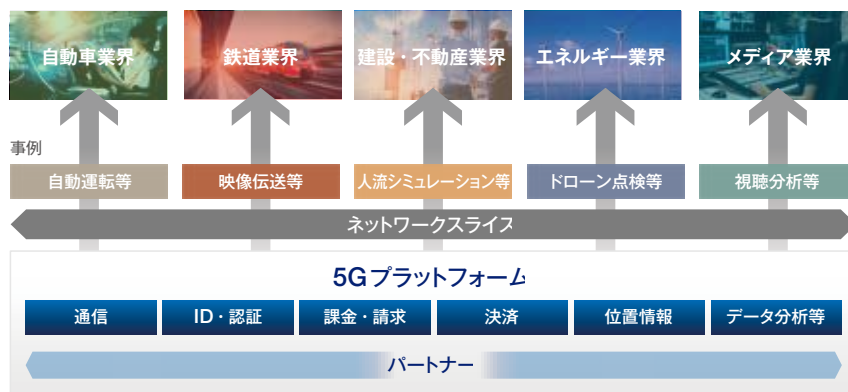 自動車業界
鉄道業界
建設・不動産業界
エネルギー業界
メディア業界
事例
自動運転等
映像伝送等
人流シミュレーション等
ドローン点検等
視聴分析等
ネットワークスライス
5Gプラットフォーム
通信
ID・認証
課金・請求
決済
位置情報
データ分析等
パートナー